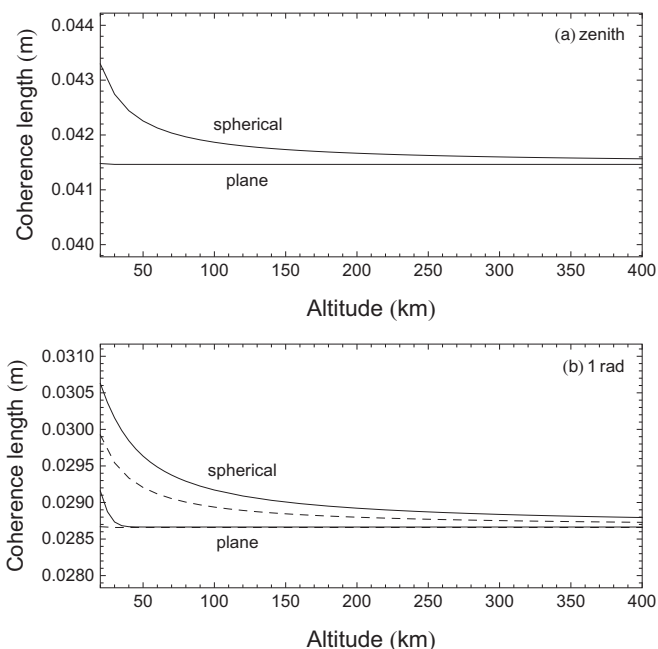 0.044
(a) zenith
0.043
spherical
0.042
plane
0.041
0.040
Coherence length (m)
50 100 150 200 250 300 350 400
Altitude (km)
0.0310
(b) 1 rad
0.0305
0.0300
spherical
0.0295
0.0290
0.0285
plane
0.0280
Coherence length (m)
50 100 150 200 250 300 350 400
Altitude (km)